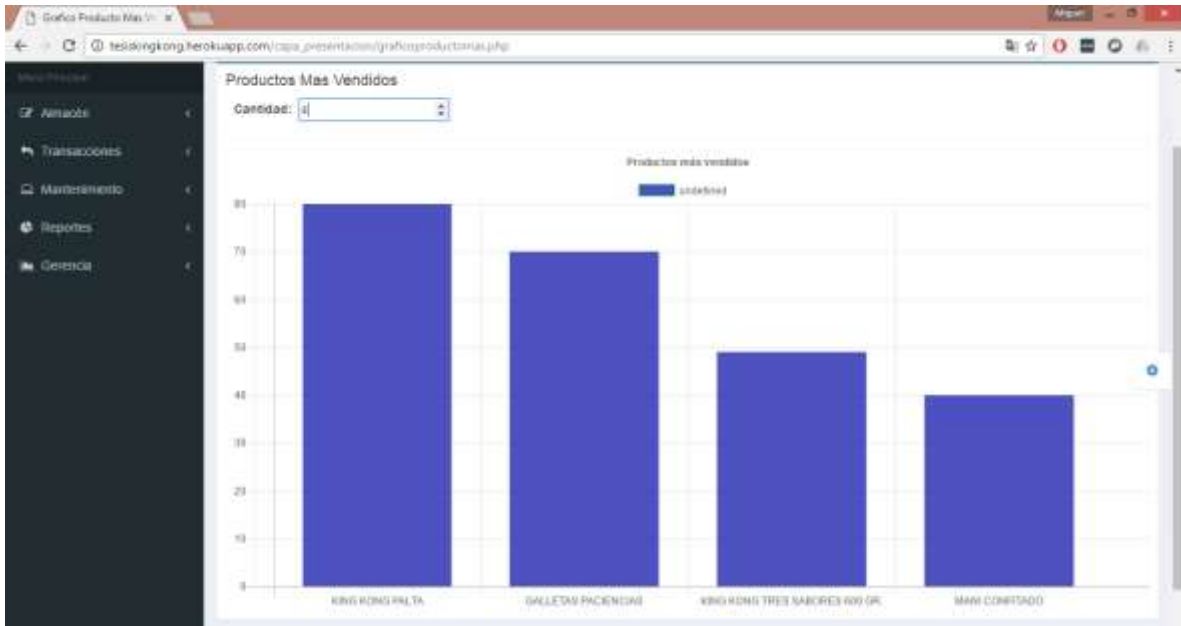 Grafico Producto Mas V
Miguel
tesiskingkong.herokuapp.com/capa_presentacion/graficoproductomas.php
Menu Principal
Almacén
Transacciones
Mantenimiento
Reportes
Gerencia
Productos Mas Vendidos
Cantidad: 4
Productos más vendidos
undefined
80
70
60
50
40
30
20
10
0
KING KONG PALTA
GALLETAS PACIENCIAS
KING KONG TRES SABORES 600 GR.
MANI CONFITADO